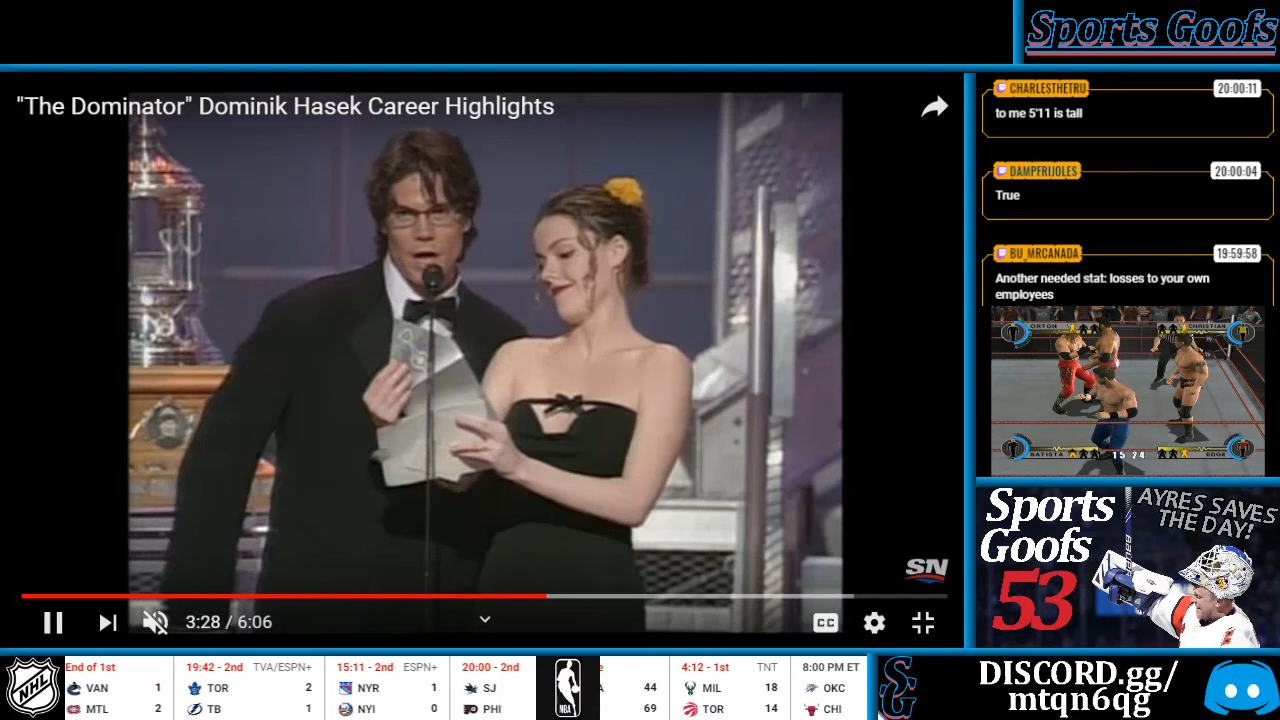 Sports Goofs
"The Dominator" Dominik Hasek Career Highlights
SN
3:28 / 6:06
CC
CHARLESTHETRU 20:00:11
to me 5'11 is tall
DAMPFRIJOLES 20:00:04
True
BU_MRCANADA 19:59:58
Another needed stat: losses to your own
employees
ORTON CHRISTIAN
BATISTA 15 24 EDGE
Sports
Goofs
53
AYRES SAVES
THE DAY!
NHL
End of 1st
VAN 1
MTL 2
19:42 - 2nd TVA/ESPN+
TOR 2
TB 1
15:11 - 2nd ESPN+
NYR 1
NYI 0
20:00 - 2nd
SJ
PHI
NBA
44
69
4:12 - 1st TNT
MIL 18
TOR 14
8:00 PM ET
OKC
CHI
DISCORD.gg/
mtqn6qg